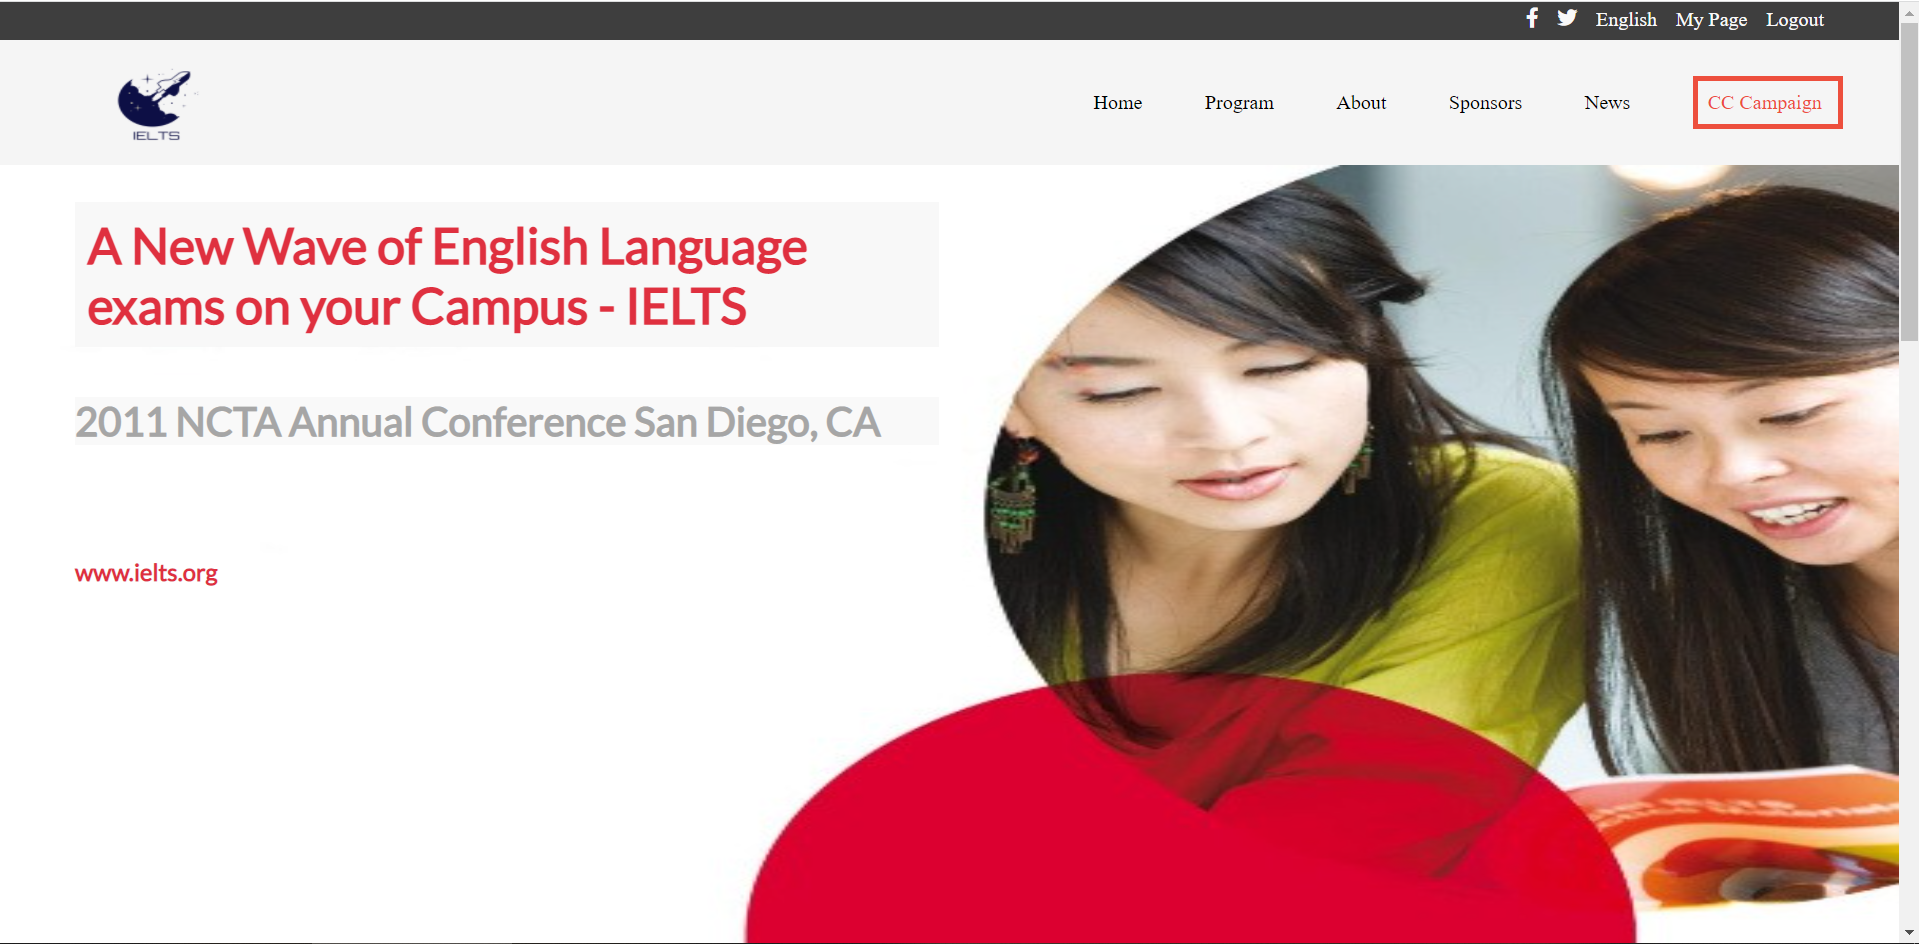 English My Page Logout
IELTS
Home Program About Sponsors News CC Campaign
A New Wave of English Language
exams on your Campus - IELTS
2011 NCTA Annual Conference San Diego, CA
www.ielts.org